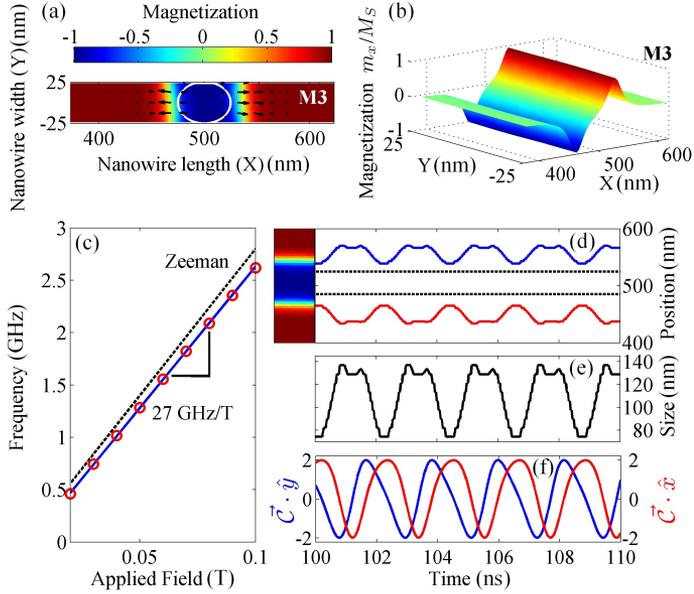 (a)
Magnetization
-1 -0.5 0 0.5 1
Nanowire width (Y)(nm)
25
-25
M3
400 500 600
Nanowire length (X) (nm)
(b)
M3
Magnetization m_x/M_S
1
0
-1
25
Y(nm)
-25
400
500
600
X(nm)
(c)
Zeeman
27 GHz/T
Frequency (GHz)
3
2.5
2
1.5
1
0.5
0
0.05 0.1
Applied Field (T)
(d)
600
500
400
Position (nm)
(e)
140
120
100
80
Size (nm)
(f)
2
0
-2
2
0
-2
𝒞⃗ · ŷ
𝒞⃗ · x̂
100 102 104 106 108 110
Time (ns)